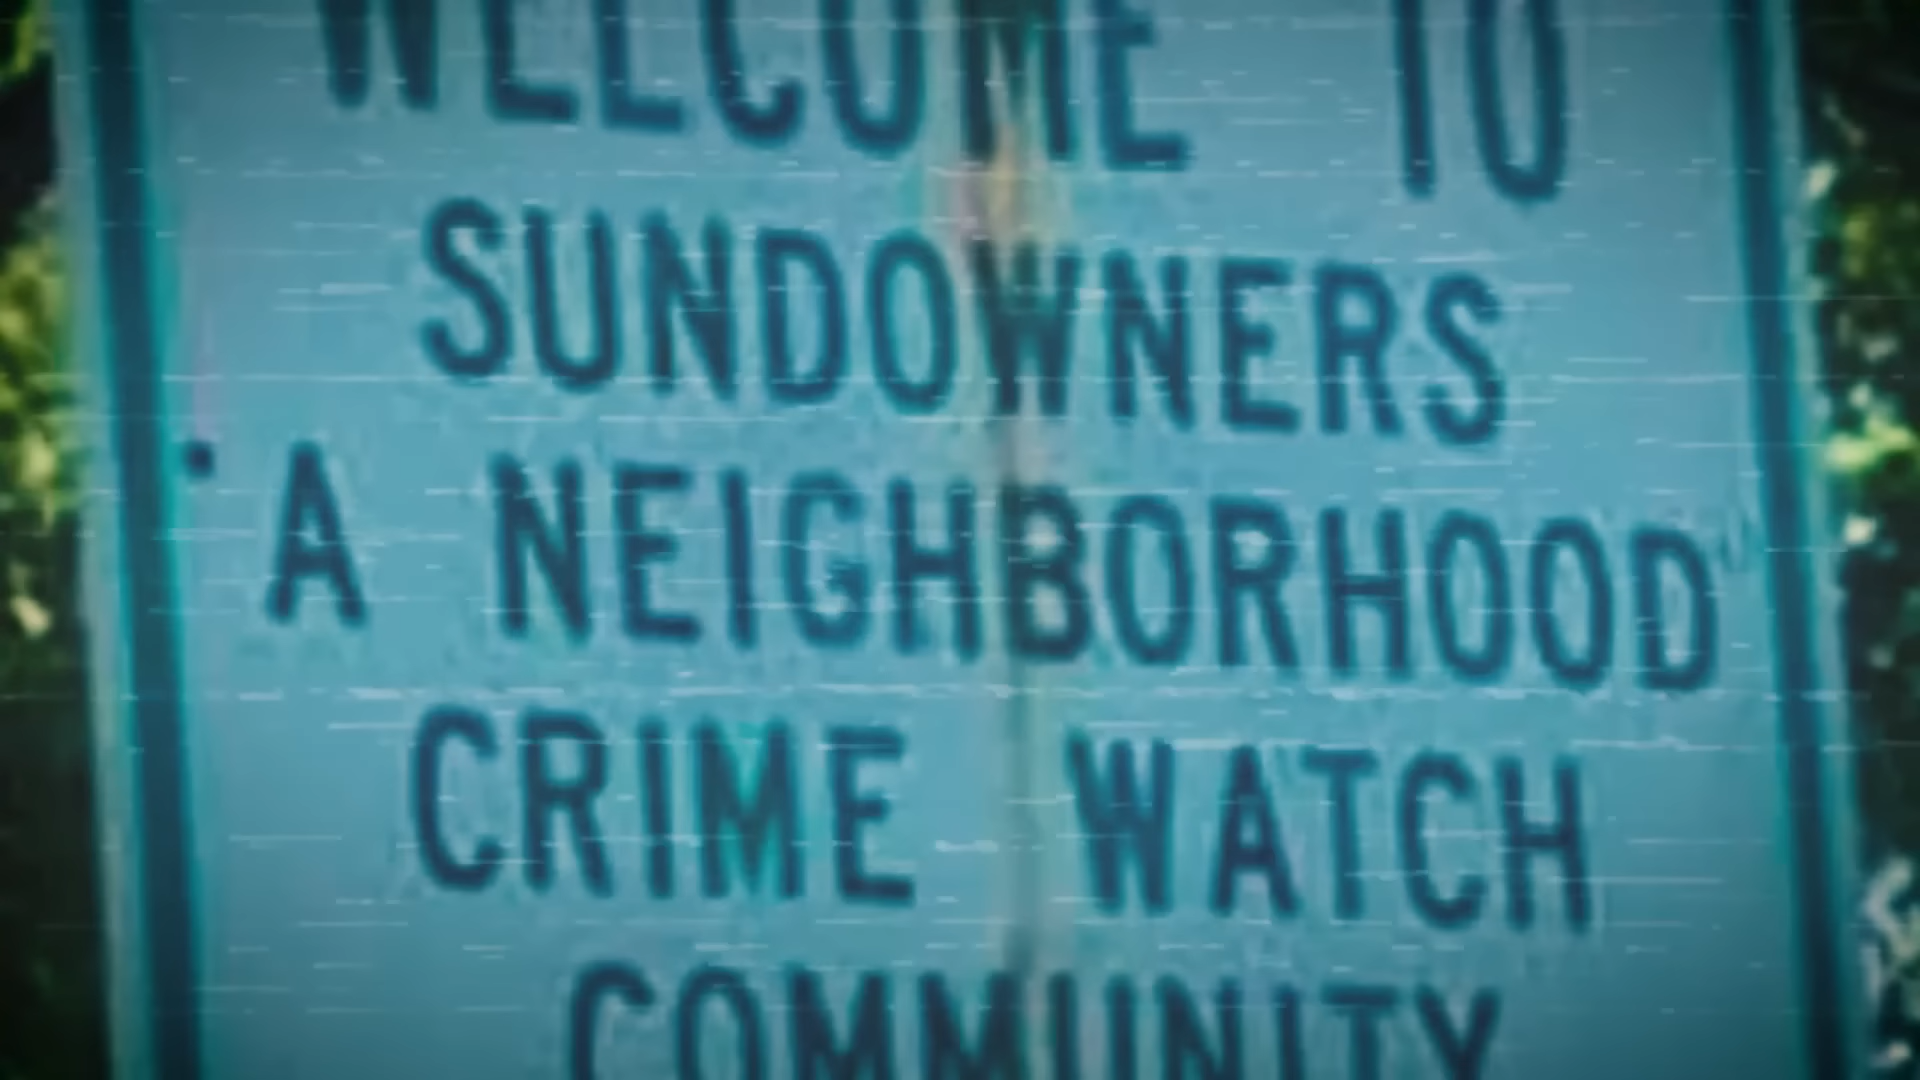 WELCOME TO
SUNDOWNERS
"A NEIGHBORHOOD"
CRIME WATCH
COMMUNITY